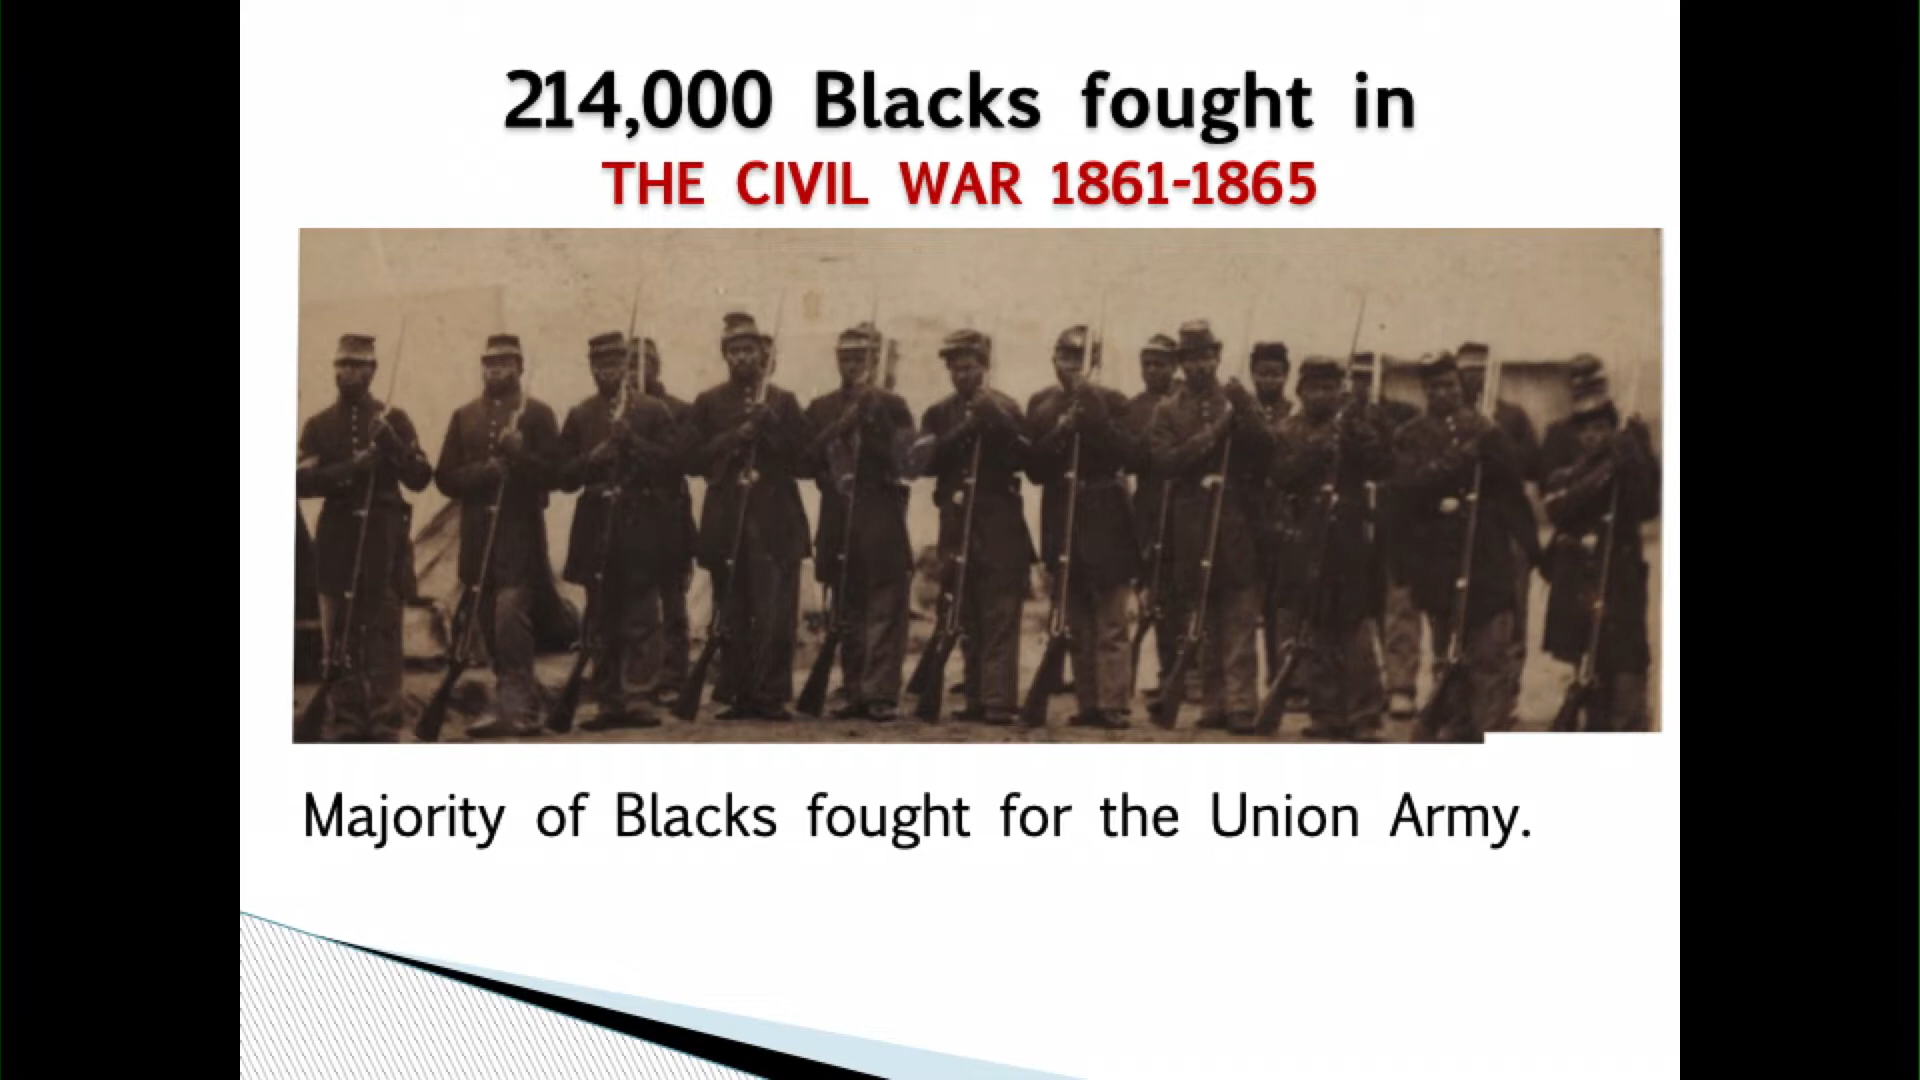 214,000 Blacks fought in
THE CIVIL WAR 1861-1865
Majority of Blacks fought for the Union Army.